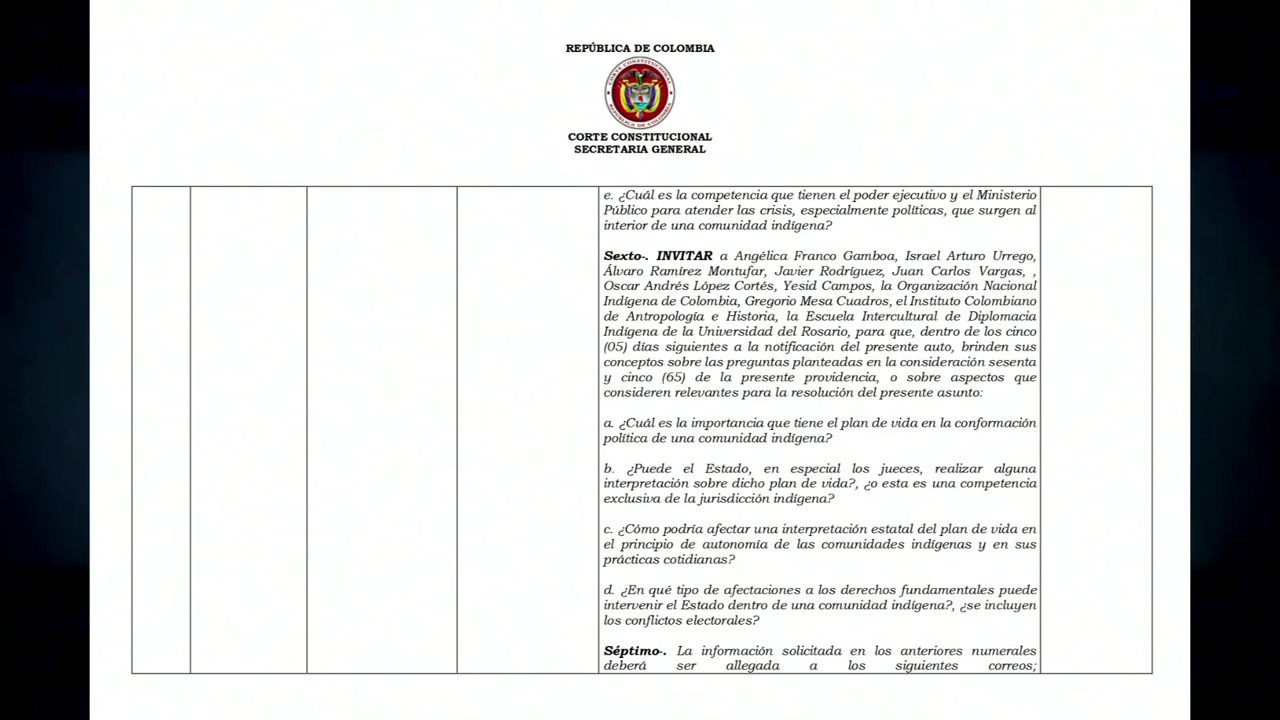 REPÚBLICA DE COLOMBIA
CORTE CONSTITUCIONAL
REPÚBLICA DE COLOMBIA
CORTE CONSTITUCIONAL
SECRETARIA GENERAL
e. ¿Cuál es la competencia que tienen el poder ejecutivo y el Ministerio
Público para atender las crisis, especialmente políticas, que surgen al
interior de una comunidad indígena?
Sexto-. INVITAR a Angélica Franco Gamboa, Israel Arturo Urrego,
Álvaro Ramírez Montufar, Javier Rodríguez, Juan Carlos Vargas, ,
Oscar Andrés López Cortés, Yesid Campos, la Organización Nacional
Indígena de Colombia, Gregorio Mesa Cuadros, el Instituto Colombiano
de Antropología e Historia, la Escuela Intercultural de Diplomacia
Indígena de la Universidad del Rosario, para que, dentro de los cinco
(05) días siguientes a la notificación del presente auto, brinden sus
conceptos sobre las preguntas planteadas en la consideración sesenta
y cinco (65) de la presente providencia, o sobre aspectos que
consideren relevantes para la resolución del presente asunto:
a. ¿Cuál es la importancia que tiene el plan de vida en la conformación
política de una comunidad indígena?
b. ¿Puede el Estado, en especial los jueces, realizar alguna
interpretación sobre dicho plan de vida?, ¿o esta es una competencia
exclusiva de la jurisdicción indígena?
c. ¿Cómo podría afectar una interpretación estatal del plan de vida en
el principio de autonomía de las comunidades indígenas y en sus
prácticas cotidianas?
d. ¿En qué tipo de afectaciones a los derechos fundamentales puede
intervenir el Estado dentro de una comunidad indígena?, ¿se incluyen
los conflictos electorales?
Séptimo-. La información solicitada en los anteriores numerales
deberá ser allegada a los siguientes correos;